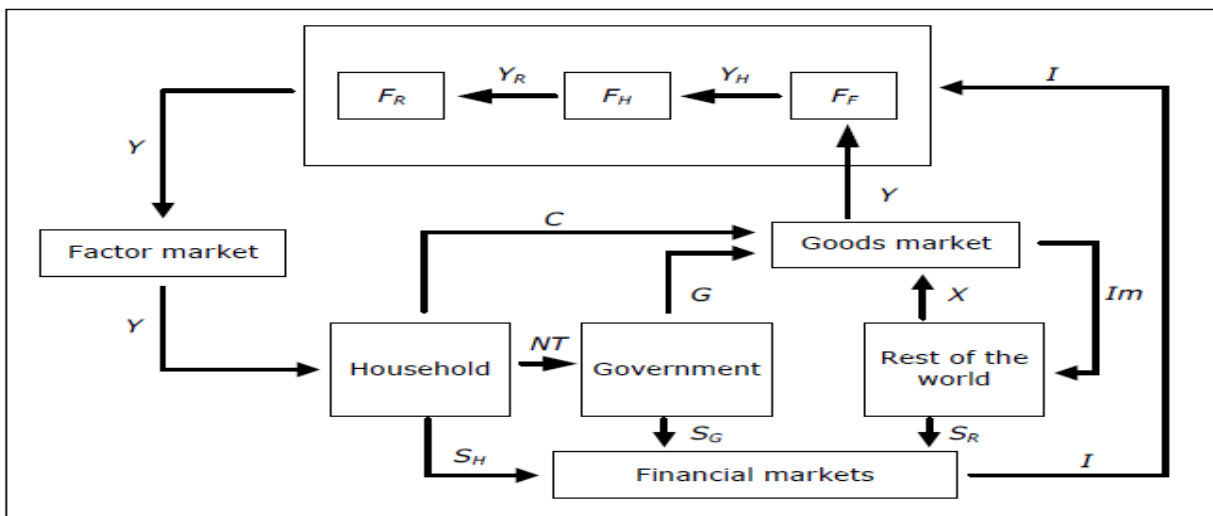 Y_R
Y_H
I
F_R
F_H
F_F
Y
Y
C
Factor market
Goods market
Y
G
X
Im
NT
Household
Government
Rest of the
world
S_H
S_G
S_R
I
Financial markets